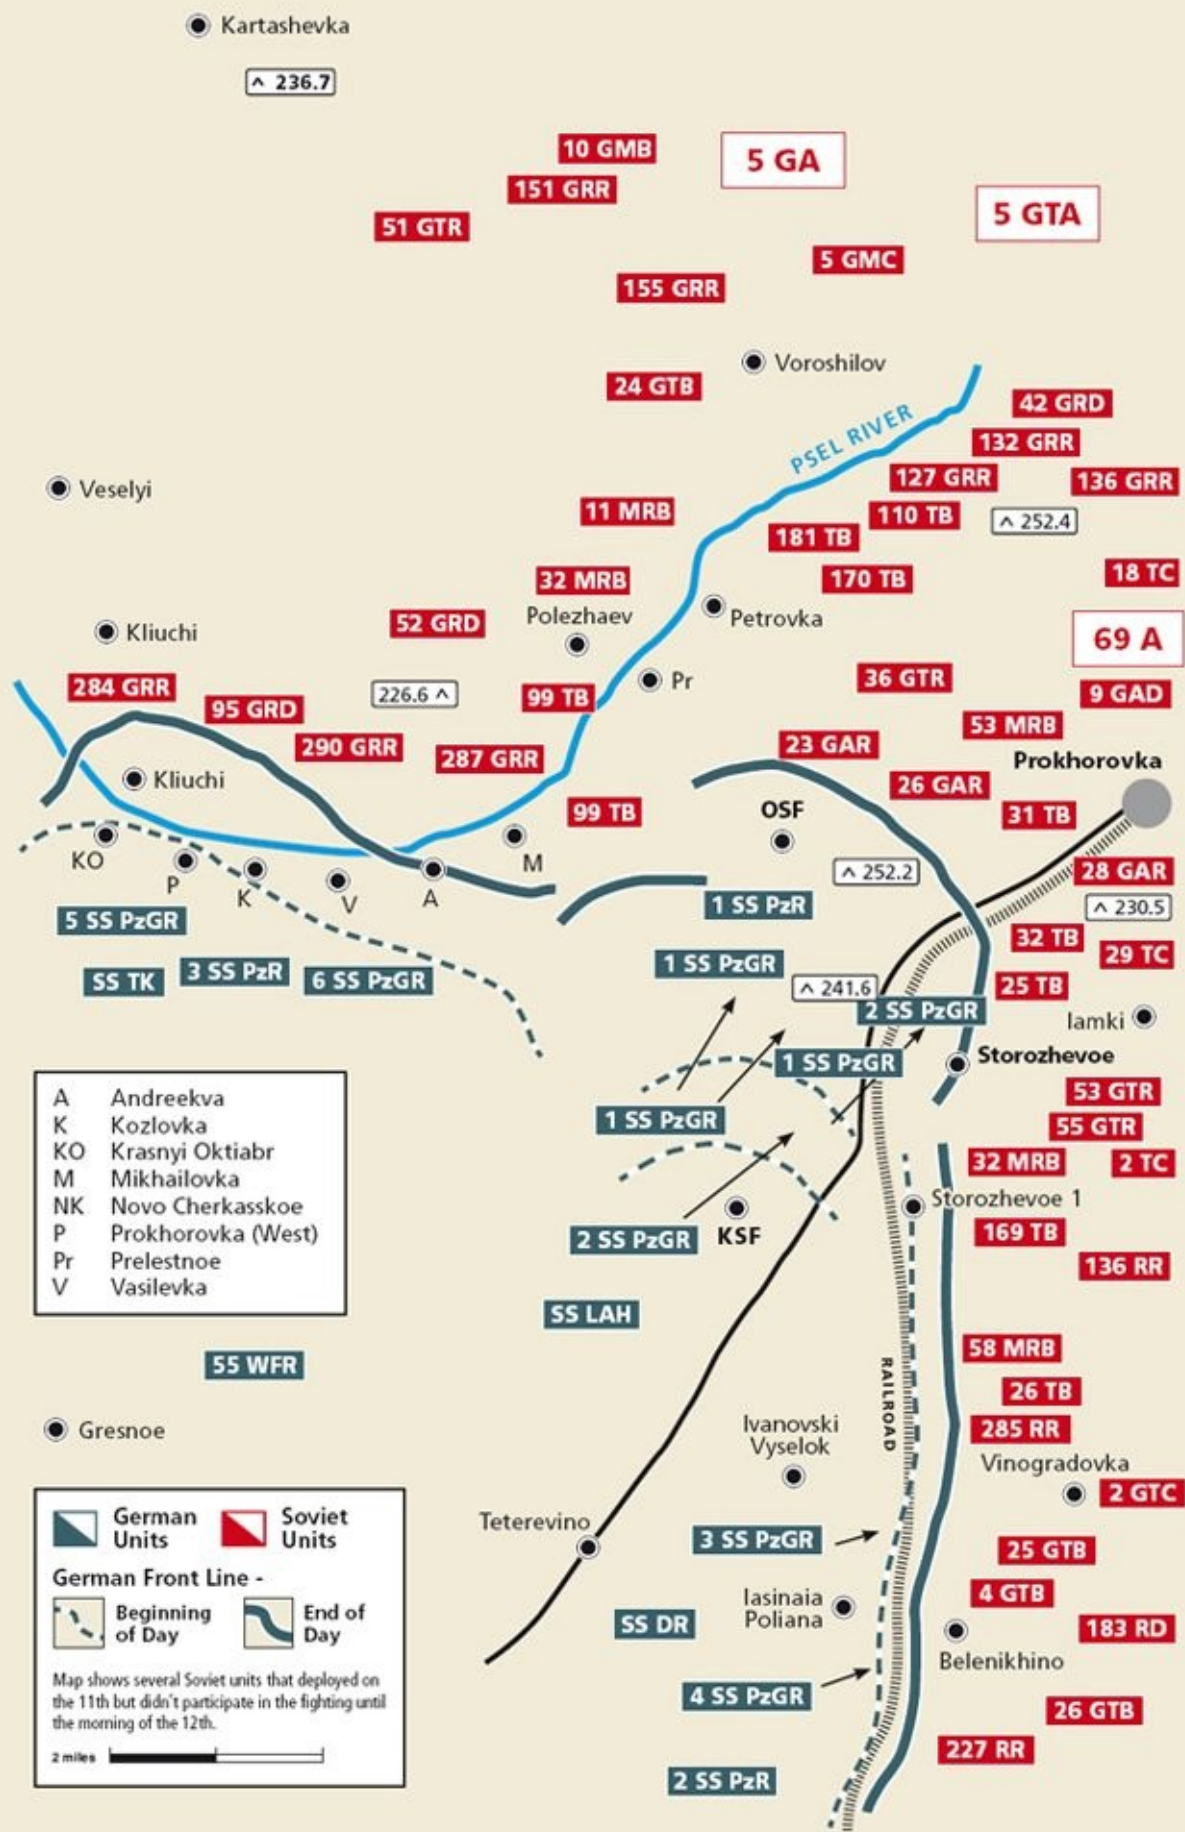 Kartashevka
^ 236.7
10 GMB
5 GA
151 GRR
5 GTA
51 GTR
5 GMC
155 GRR
Voroshilov
24 GTB
42 GRD
PSEL RIVER
132 GRR
127 GRR
136 GRR
Veselyi
11 MRB
110 TB
^ 252.4
181 TB
18 TC
32 MRB
170 TB
Polezhaev
Petrovka
52 GRD
Kliuchi
69 A
284 GRR
226.6 ^
99 TB
Pr
36 GTR
9 GAD
95 GRD
53 MRB
290 GRR
287 GRR
23 GAR
Prokhorovka
Kliuchi
26 GAR
99 TB
OSF
31 TB
KO
P
K
V
A
M
^ 252.2
28 GAR
1 SS PzR
^ 230.5
5 SS PzGR
32 TB
29 TC
SS TK
3 SS PzR
6 SS PzGR
1 SS PzGR
^ 241.6
25 TB
2 SS PzGR
Iamki
1 SS PzGR
Storozhevoe
53 GTR
A Andreekva
K Kozlovka
KO Krasnyi Oktiabr
M Mikhailovka
NK Novo Cherkasskoe
P Prokhorovka (West)
Pr Prelestnoe
V Vasilevka
1 SS PzGR
55 GTR
32 MRB
2 TC
Storozhevoe 1
2 SS PzGR
KSF
169 TB
136 RR
SS LAH
55 WFR
58 MRB
RAILROAD
26 TB
Gresnoe
Ivanovski
Vyselok
285 RR
Vinogradovka
2 GTC
Teterevino
3 SS PzGR
25 GTB
4 GTB
Iasinaia
Poliana
SS DR
183 RD
Belenikhino
4 SS PzGR
26 GTB
227 RR
2 SS PzR
German
Units
Soviet
Units
German Front Line -
Beginning
of Day
End of
Day
Map shows several Soviet units that deployed on
the 11th but didn't participate in the fighting until
the morning of the 12th.
2 miles